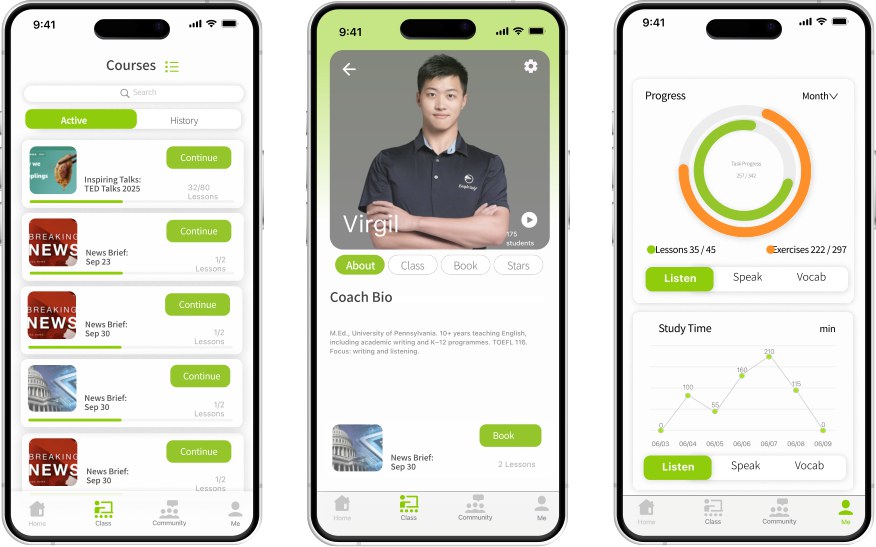 9:41
Courses
Search
Active
History
Inspiring Talks:
TED Talks 2025
Continue
32/80
Lessons
BREAKING
NEWS
News Brief:
Sep 23
Continue
1/2
Lessons
BREAKING
NEWS
News Brief:
Sep 30
Continue
1/2
Lessons
News Brief:
Sep 30
Continue
1/2
Lessons
BREAKING
NEWS
News Brief:
Sep 30
Continue
1/2
Lessons
Home
Class
Community
Me
9:41
Virgil
175
students
About
Class
Book
Stars
Coach Bio
M.Ed., University of Pennsylvania. 10+ years teaching English,
including academic writing and K–12 programmes. TOEFL 116.
Focus: writing and listening.
News Brief:
Sep 30
Book
2 Lessons
Home
Class
Community
Me
9:41
Progress
Month
Task Progress
257 / 342
Lessons 35 / 45
Exercises 222 / 297
Listen
Speak
Vocab
Study Time
min
0
100
55
160
210
115
0
06/03
06/04
06/05
06/06
06/07
06/08
06/09
Listen
Speak
Vocab
Home
Class
Community
Me